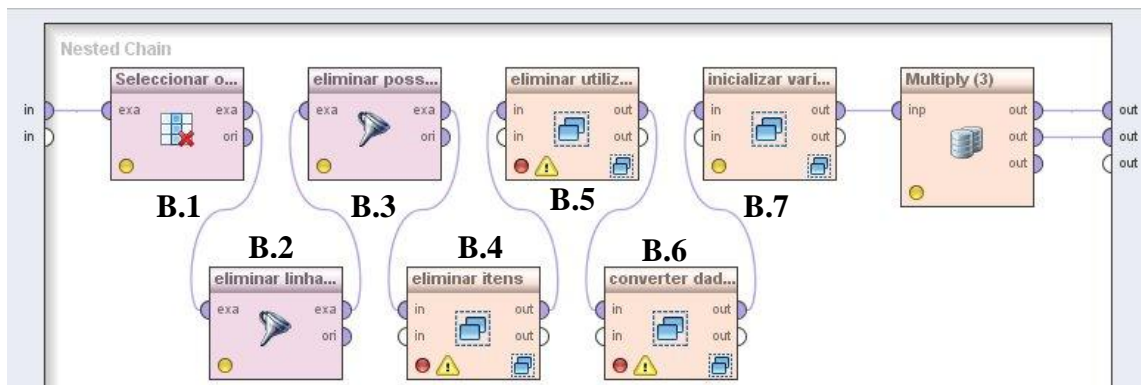 Nested Chain
Seleccionar o...
eliminar poss...
eliminar utiliz...
inicializar vari...
Multiply (3)
in
exa
exa
exa
exa
in
out
in
out
inp
out
out
in
ori
ori
in
out
in
out
out
out
out
out
B.1
B.3
B.5
B.7
B.2
B.4
B.6
eliminar linha...
eliminar itens
converter dad...
exa
exa
in
out
in
out
ori
in
out
in
out